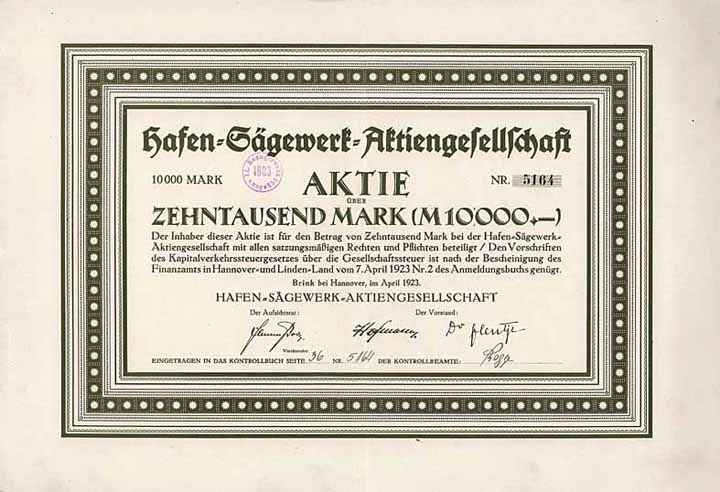 Hafen-Sägewerk-Aktiengesellschaft
10000 MARK
1923
AKTIE
NR. 5164
ÜBER
ZEHNTAUSEND MARK (M 10'000,—)
Der Inhaber dieser Aktie ist für den Betrag von Zehntausend Mark bei der Hafen-Sägewerk-
Aktiengesellschaft mit allen satzungsmäßigen Rechten und Pflichten beteiligt / Den Vorschriften
des Kapitalverkehrssteuergesetzes über die Gesellschaftssteuer ist nach der Bescheinigung des
Finanzamts in Hannover-und Linden-Land vom 7. April 1923 Nr. 2 des Anmeldungsbuchs genügt.
Brink bei Hannover, im April 1923.
HAFEN-SÄGEWERK-AKTIENGESELLSCHAFT
Der Aufsichtsrat:
Der Vorstand:
Hofmann
Dr Plentje
Vorsitzender
EINGETRAGEN IN DAS KONTROLLBUCH SEITE 36 NR. 5164 DER KONTROLLBEAMTE: